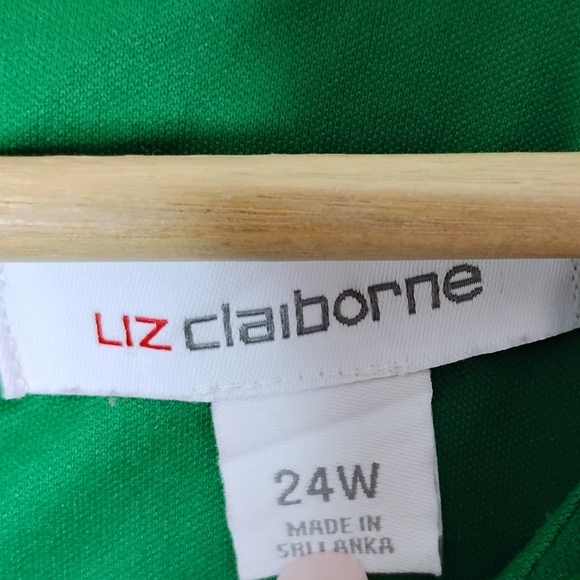 LIZ claiborne
24W
MADE IN
SRI LANKA